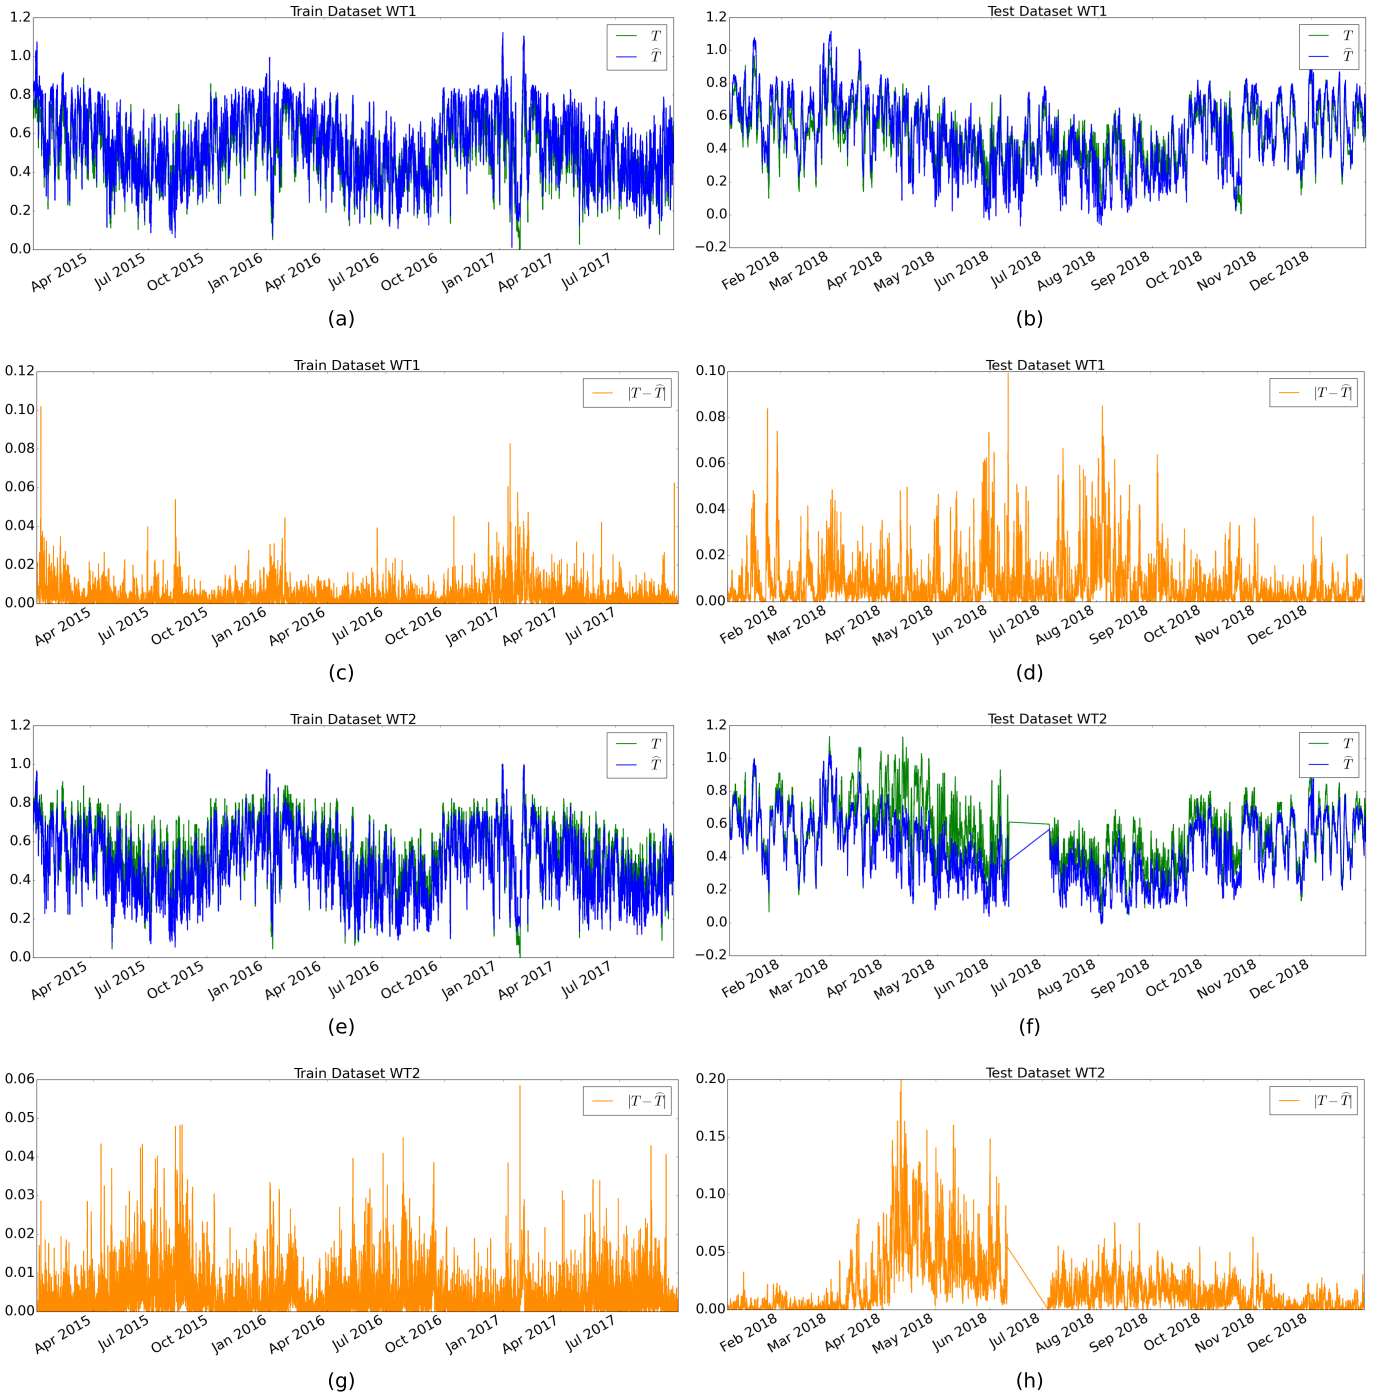 Train Dataset WT1
1.2
1.0
0.8
0.6
0.4
0.2
0.0
T
T̂
Apr 2015
Jul 2015
Oct 2015
Jan 2016
Apr 2016
Jul 2016
Oct 2016
Jan 2017
Apr 2017
Jul 2017
(a)
Test Dataset WT1
1.2
1.0
0.8
0.6
0.4
0.2
0.0
−0.2
T
T̂
Feb 2018
Mar 2018
Apr 2018
May 2018
Jun 2018
Jul 2018
Aug 2018
Sep 2018
Oct 2018
Nov 2018
Dec 2018
(b)
Train Dataset WT1
0.12
0.10
0.08
0.06
0.04
0.02
0.00
|T − T̂|
Apr 2015
Jul 2015
Oct 2015
Jan 2016
Apr 2016
Jul 2016
Oct 2016
Jan 2017
Apr 2017
Jul 2017
(c)
Test Dataset WT1
0.10
0.08
0.06
0.04
0.02
0.00
|T − T̂|
Feb 2018
Mar 2018
Apr 2018
May 2018
Jun 2018
Jul 2018
Aug 2018
Sep 2018
Oct 2018
Nov 2018
Dec 2018
(d)
Train Dataset WT2
1.2
1.0
0.8
0.6
0.4
0.2
0.0
T
T̂
Apr 2015
Jul 2015
Oct 2015
Jan 2016
Apr 2016
Jul 2016
Oct 2016
Jan 2017
Apr 2017
Jul 2017
(e)
Test Dataset WT2
1.2
1.0
0.8
0.6
0.4
0.2
0.0
−0.2
T
T̂
Feb 2018
Mar 2018
Apr 2018
May 2018
Jun 2018
Jul 2018
Aug 2018
Sep 2018
Oct 2018
Nov 2018
Dec 2018
(f)
Train Dataset WT2
0.06
0.05
0.04
0.03
0.02
0.01
0.00
|T − T̂|
Apr 2015
Jul 2015
Oct 2015
Jan 2016
Apr 2016
Jul 2016
Oct 2016
Jan 2017
Apr 2017
Jul 2017
(g)
Test Dataset WT2
0.20
0.15
0.10
0.05
0.00
|T − T̂|
Feb 2018
Mar 2018
Apr 2018
May 2018
Jun 2018
Jul 2018
Aug 2018
Sep 2018
Oct 2018
Nov 2018
Dec 2018
(h)